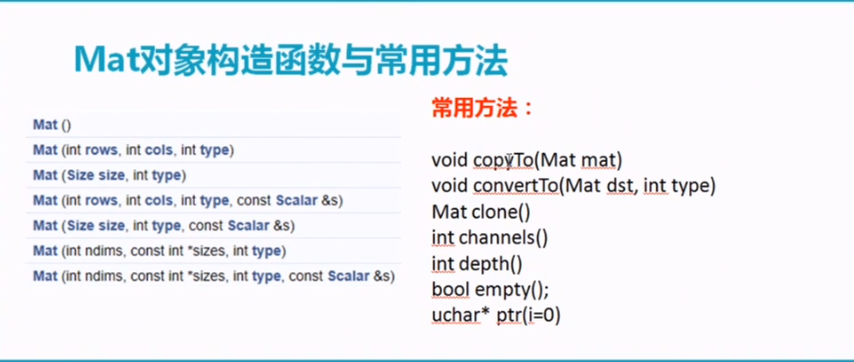 Mat对象构造函数与常用方法
Mat ()
Mat (int rows, int cols, int type)
Mat (Size size, int type)
Mat (int rows, int cols, int type, const Scalar &s)
Mat (Size size, int type, const Scalar &s)
Mat (int ndims, const int *sizes, int type)
Mat (int ndims, const int *sizes, int type, const Scalar &s)
常用方法：
void copyTo(Mat mat)
void convertTo(Mat dst, int type)
Mat clone()
int channels()
int depth()
bool empty();
uchar* ptr(i=0)